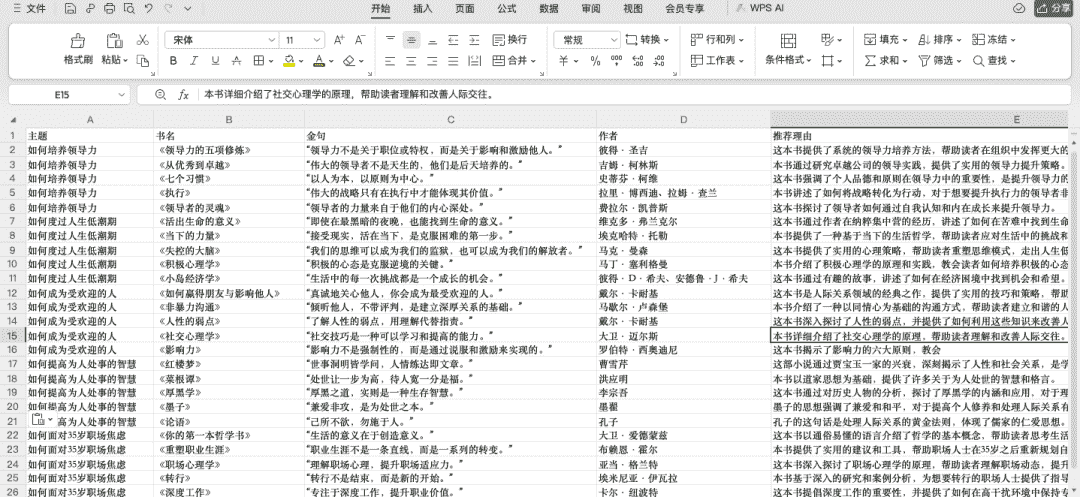 三 文件 开始 插入 页面 公式 数据 审阅 视图 会员专享 WPS AI 分享
格式刷 粘贴 宋体 11 A+ A- 换行 常规 转换 行和列 填充 排序 冻结
B I U A A 合并 ¥ % 工作表 条件格式 求和 筛选 查找
E15 fx 本书详细介绍了社交心理学的原理，帮助读者理解和改善人际交往。
A B C D E
1 主题 书名 金句 作者 推荐理由
2 如何培养领导力 《领导力的五项修炼》 “领导力不是关于职位或特权，而是关于影响和激励他人。” 彼得·圣吉 这本书提供了系统的领导力培养方法，帮助读者在组织中发挥更大的
3 如何培养领导力 《从优秀到卓越》 “伟大的领导者不是天生的，他们是后天培养的。” 吉姆·柯林斯 本书通过研究卓越公司的领导实践，提供了实用的领导力提升策略。
4 如何培养领导力 《七个习惯》 “以人为本，以原则为中心。” 史蒂芬·柯维 这本书强调了个人品德和原则在领导力中的重要性，是提升领导力的
5 如何培养领导力 《执行》 “伟大的战略只有在执行中才能体现其价值。” 拉里·博西迪、拉姆·查兰 本书讲述了如何将战略转化为行动，对于想要提升执行力的领导者非
6 如何培养领导力 《领导者的灵魂》 “领导者的力量来自于他们的内心深处。” 费拉尔·凯普斯 这本书探讨了领导者如何通过自我认知和内在成长来提升领导力。
7 如何度过人生低潮期 《活出生命的意义》 “即使在最黑暗的夜晚，也能找到生命的意义。” 维克多·弗兰克尔 这本书通过作者在纳粹集中营的经历，讲述了如何在苦难中找到生命
8 如何度过人生低潮期 《当下的力量》 “接受现实，活在当下，是克服困难的第一步。” 埃克哈特·托勒 本书提供了一种基于当下的生活哲学，帮助读者应对生活中的挑战和
9 如何度过人生低潮期 《失控的大脑》 “我们的思维可以成为我们的监狱，也可以成为我们的解放者。” 马克·曼森 这本书提供了实用的心理策略，帮助读者重塑思维模式，走出人生低
10 如何度过人生低潮期 《积极心理学》 “积极的心态是克服逆境的关键。” 马丁·塞利格曼 本书介绍了积极心理学的原理和实践，教会读者如何培养积极的心态
11 如何度过人生低潮期 《小岛经济学》 “生活中的每一次挑战都是一个成长的机会。” 彼得·D·希夫、安德鲁·J·希夫 本书通过有趣的故事，讲述了如何在经济困境中找到机会和希望。
12 如何成为受欢迎的人 《如何赢得朋友与影响他人》 “真诚地关心他人，你会成为最受欢迎的人。” 戴尔·卡耐基 这本书是人际关系领域的经典之作，提供了实用的技巧和策略，帮助
13 如何成为受欢迎的人 《非暴力沟通》 “倾听他人，不带评判，是建立深厚关系的基础。” 马歇尔·卢森堡 本书介绍了一种以同情心为基础的沟通方式，帮助读者建立和谐的人
14 如何成为受欢迎的人 《人性的弱点》 “了解人性的弱点，用理解代替指责。” 戴尔·卡耐基 这本书深入探讨了人性的弱点，并提供了如何利用这些知识来改善人
15 如何成为受欢迎的人 《社交心理学》 “社交技巧是一种可以学习和提高的能力。” 大卫·迈尔斯 本书详细介绍了社交心理学的原理，帮助读者理解和改善人际交往。
16 如何成为受欢迎的人 《影响力》 “影响力不是强制性的，而是通过说服和激励来实现的。” 罗伯特·西奥迪尼 这本书揭示了影响力的六大原则，教会
17 如何提高为人处事的智慧 《红楼梦》 “世事洞明皆学问，人情练达即文章。” 曹雪芹 这部小说通过贾宝玉一家的兴衰，深刻揭示了人性和社会关系，是学
18 如何提高为人处事的智慧 《菜根谭》 “处世让一步为高，待人宽一分是福。” 洪应明 本书以道家思想为基础，提供了许多关于为人处世的智慧和格言。
19 如何提高为人处事的智慧 《厚黑学》 “厚黑之道，实则是一种生存智慧。” 李宗吾 这本书通过对历史人物的分析，探讨了厚黑学的内涵和应用，对于理
20 如何提高为人处事的智慧 《墨子》 “兼爱非攻，是为处世之本。” 墨翟 墨子的思想强调了兼爱和和平，对于提高个人修养和处理人际关系有
21 高为人处事的智慧 《论语》 “己所不欲，勿施于人。” 孔子 孔子的这句话是处理人际关系的黄金法则，体现了儒家的仁爱思想。
22 如何面对35岁职场焦虑 《你的第一本哲学书》 “生活的意义在于创造意义。” 大卫·爱德蒙兹 这本书以通俗易懂的语言介绍了哲学的基本概念，帮助读者思考生活
23 如何面对35岁职场焦虑 《重塑职业生涯》 “职业生涯不是一条直线，而是一系列的转变。” 布赖恩·霍尔 本书提供了实用的建议和工具，帮助职场人士在35岁之后重新规划自
24 如何面对35岁职场焦虑 《职场心理学》 “理解职场心理，提升职场适应力。” 亚当·格兰特 这本书深入探讨了职场心理学的原理，帮助读者理解职场动态，提升
25 如何面对35岁职场焦虑 《转行》 “转行不是结束，而是新的开始。” 埃米尼亚·伊瓦拉 本书基于深入的研究和案例分析，为想要转行的职场人士提供了指导
26 如何面对35岁职场焦虑 《深度工作》 “专注于深度工作，提升职业价值。” 卡尔·纽波特 这本书提倡深度工作的重要性，并提供了如何在高干扰环境中保持专